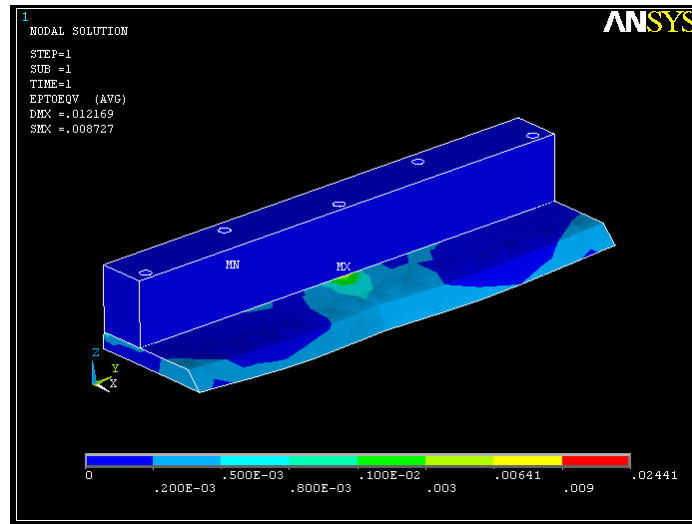 1
ANSYS
NODAL SOLUTION
STEP=1
SUB =1
TIME=1
EPTOEQV (AVG)
DMX =.012169
SMX =.008727
MN
MX
Z
Y
X
0 .500E-03 .100E-02 .00641 .02441
.200E-03 .800E-03 .003 .009